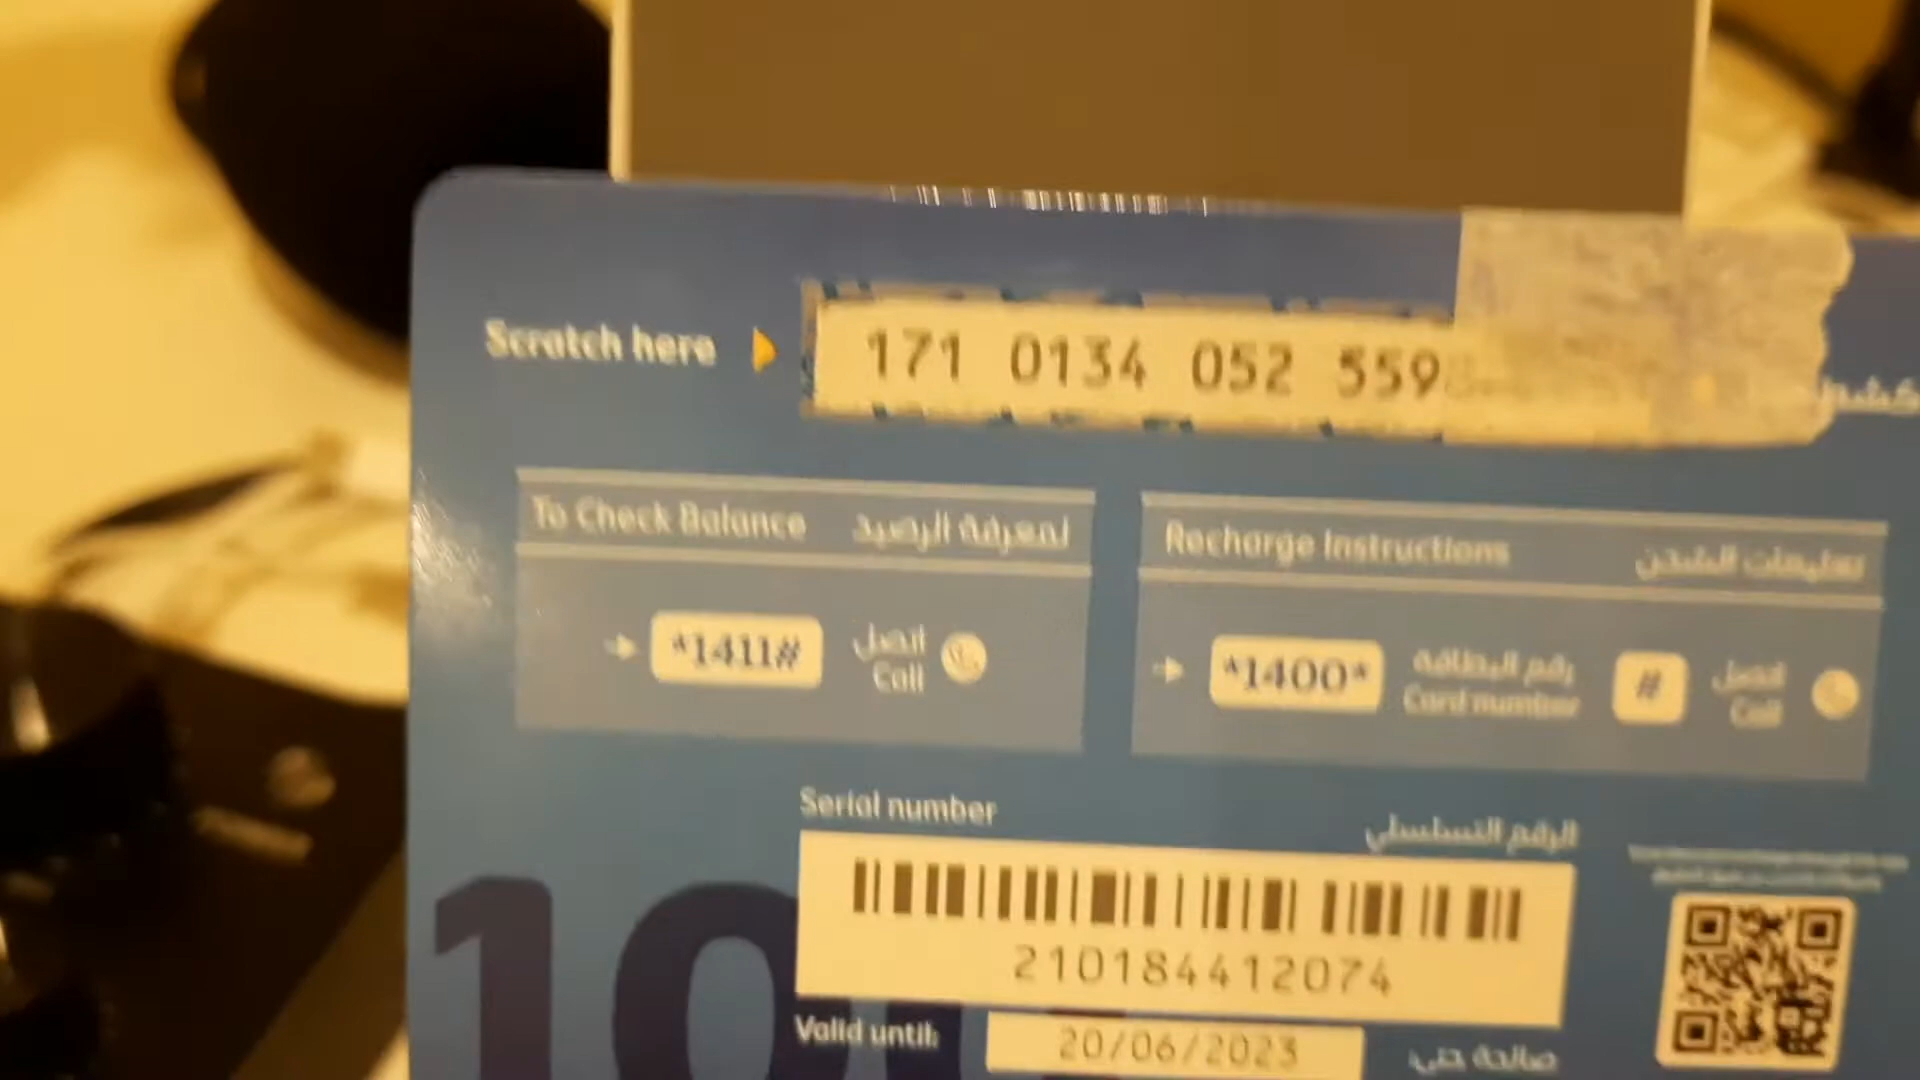 Scratch here
171 0134 052 559
To Check Balance لمعرفة الرصيد
*1411# اتصل Call
Recharge Instructions تعليمات الشحن
*1400* رقم البطاقة Card number # اتصل Call
Serial number الرقم التسلسلي
210184412074
Valid until: 20/06/2023 صالحة حتى:
10